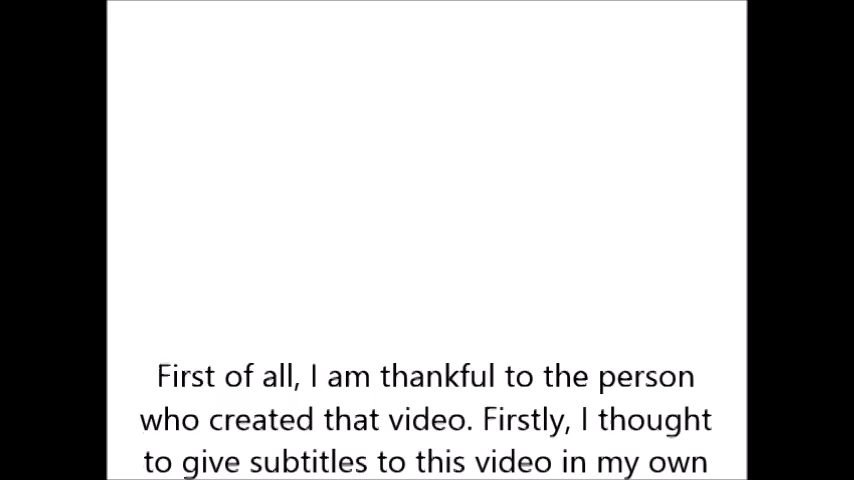 First of all, I am thankful to the person
who created that video. Firstly, I thought
to give subtitles to this video in my own